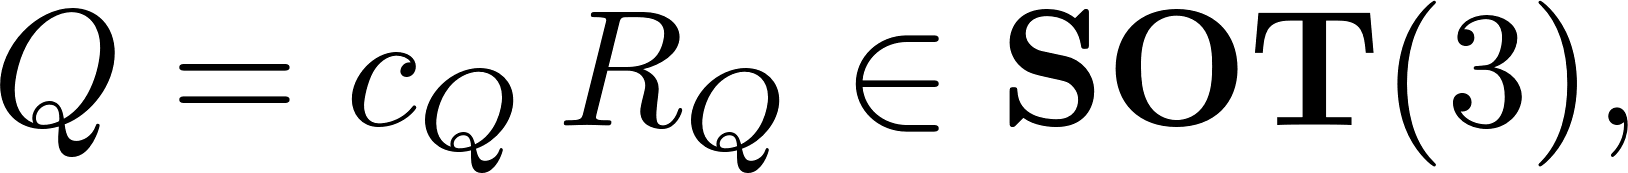 Q = c_Q R_Q ∈ SOT(3),